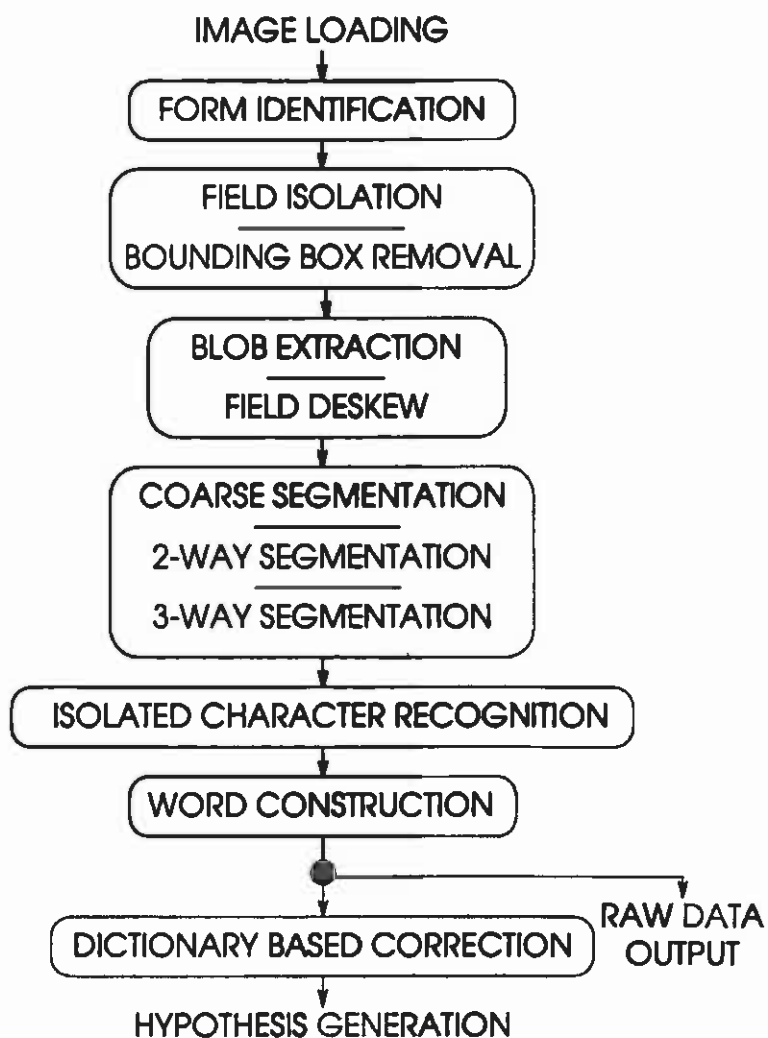 IMAGE LOADING
FORM IDENTIFICATION
FIELD ISOLATION
BOUNDING BOX REMOVAL
BLOB EXTRACTION
FIELD DESKEW
COARSE SEGMENTATION
2-WAY SEGMENTATION
3-WAY SEGMENTATION
ISOLATED CHARACTER RECOGNITION
WORD CONSTRUCTION
RAW DATA
OUTPUT
DICTIONARY BASED CORRECTION
HYPOTHESIS GENERATION